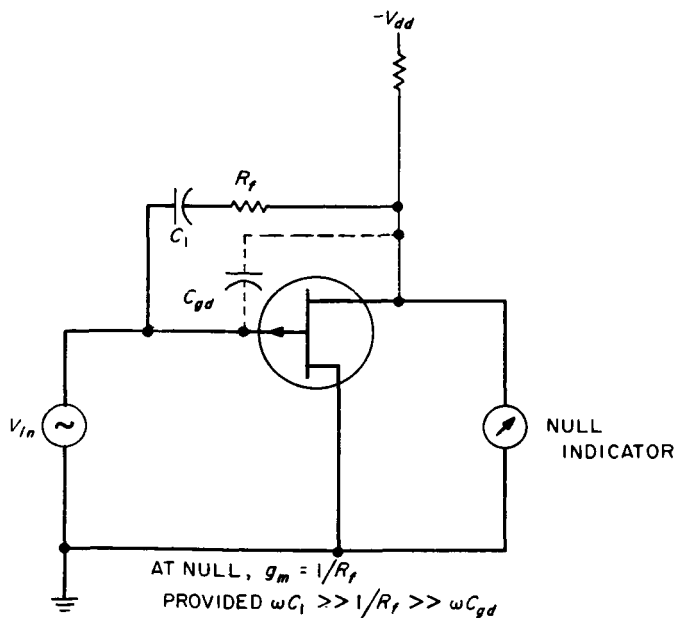 -Vdd
Rf
C1
Cgd
Vin
NULL
INDICATOR
AT NULL, gm = 1/Rf
PROVIDED ωC1 >> 1/Rf >> ωCgd